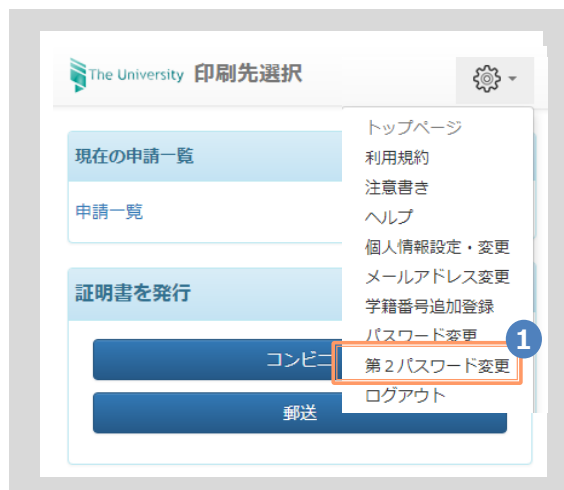 The University 印刷先選択
トップページ
現在の申請一覧
利用規約
注意書き
申請一覧
ヘルプ
個人情報設定・変更
メールアドレス変更
証明書を発行
学籍番号追加登録
パスワード変更
1
コンビニ
第2パスワード変更
ログアウト
郵送